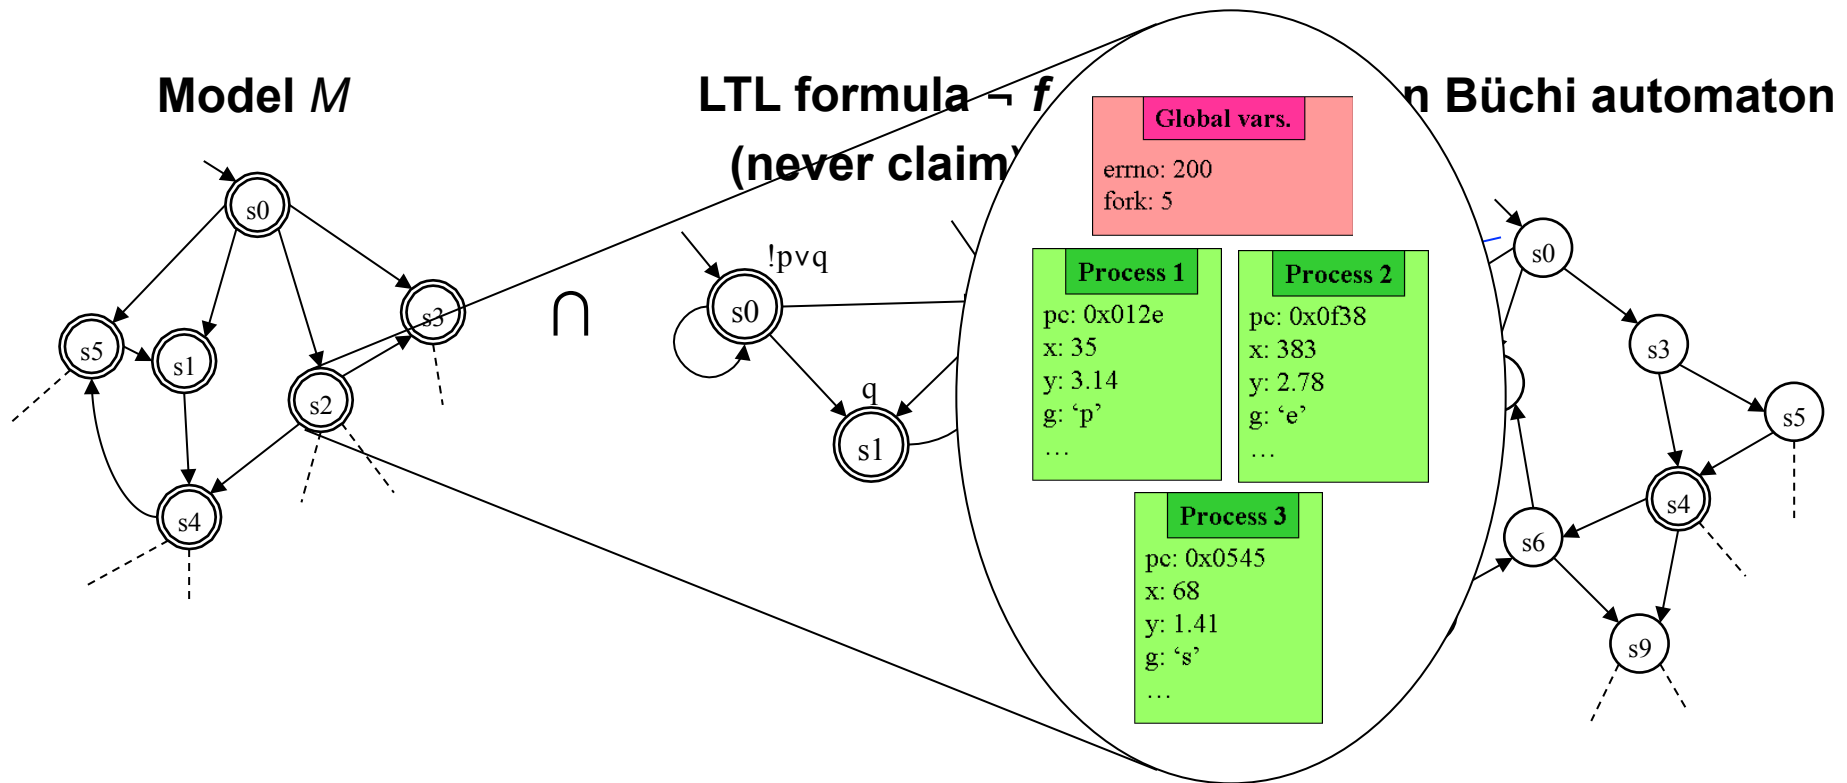 Model M
s0
s5
s1
s3
s2
s4
∩
LTL formula ¬ f
(never claim)
!pvq
s0
q
s1
Global vars.
errno: 200
fork: 5
Process 1
pc: 0x012e
x: 35
y: 3.14
g: ‘p’
…
Process 2
pc: 0x0f38
x: 383
y: 2.78
g: ‘e’
…
Process 3
pc: 0x0545
x: 68
y: 1.41
g: ‘s’
…
n Büchi automaton
s0
s3
s5
s4
s6
s9